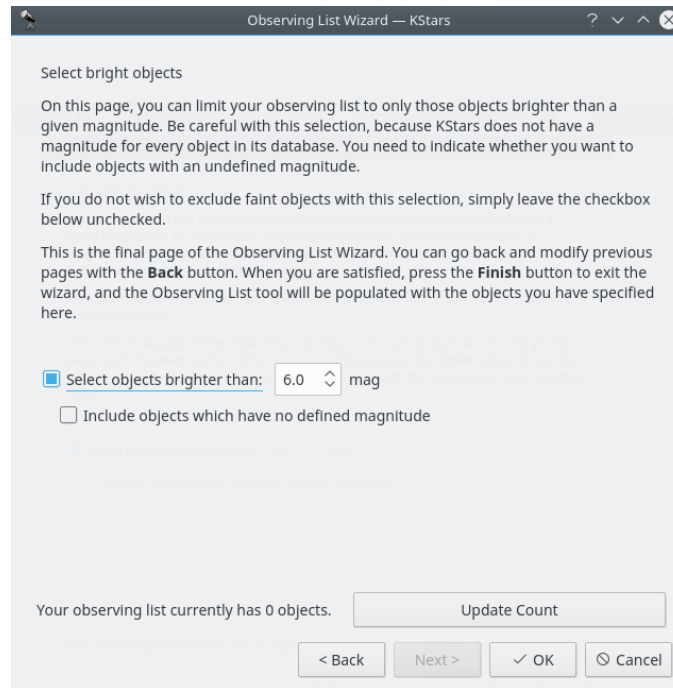 Observing List Wizard — KStars
Select bright objects
On this page, you can limit your observing list to only those objects brighter than a
given magnitude. Be careful with this selection, because KStars does not have a
magnitude for every object in its database. You need to indicate whether you want to
include objects with an undefined magnitude.
If you do not wish to exclude faint objects with this selection, simply leave the checkbox
below unchecked.
This is the final page of the Observing List Wizard. You can go back and modify previous
pages with the Back button. When you are satisfied, press the Finish button to exit the
wizard, and the Observing List tool will be populated with the objects you have specified
here.
Select objects brighter than: 6.0 mag
Include objects which have no defined magnitude
Your observing list currently has 0 objects. Update Count
< Back Next > OK Cancel